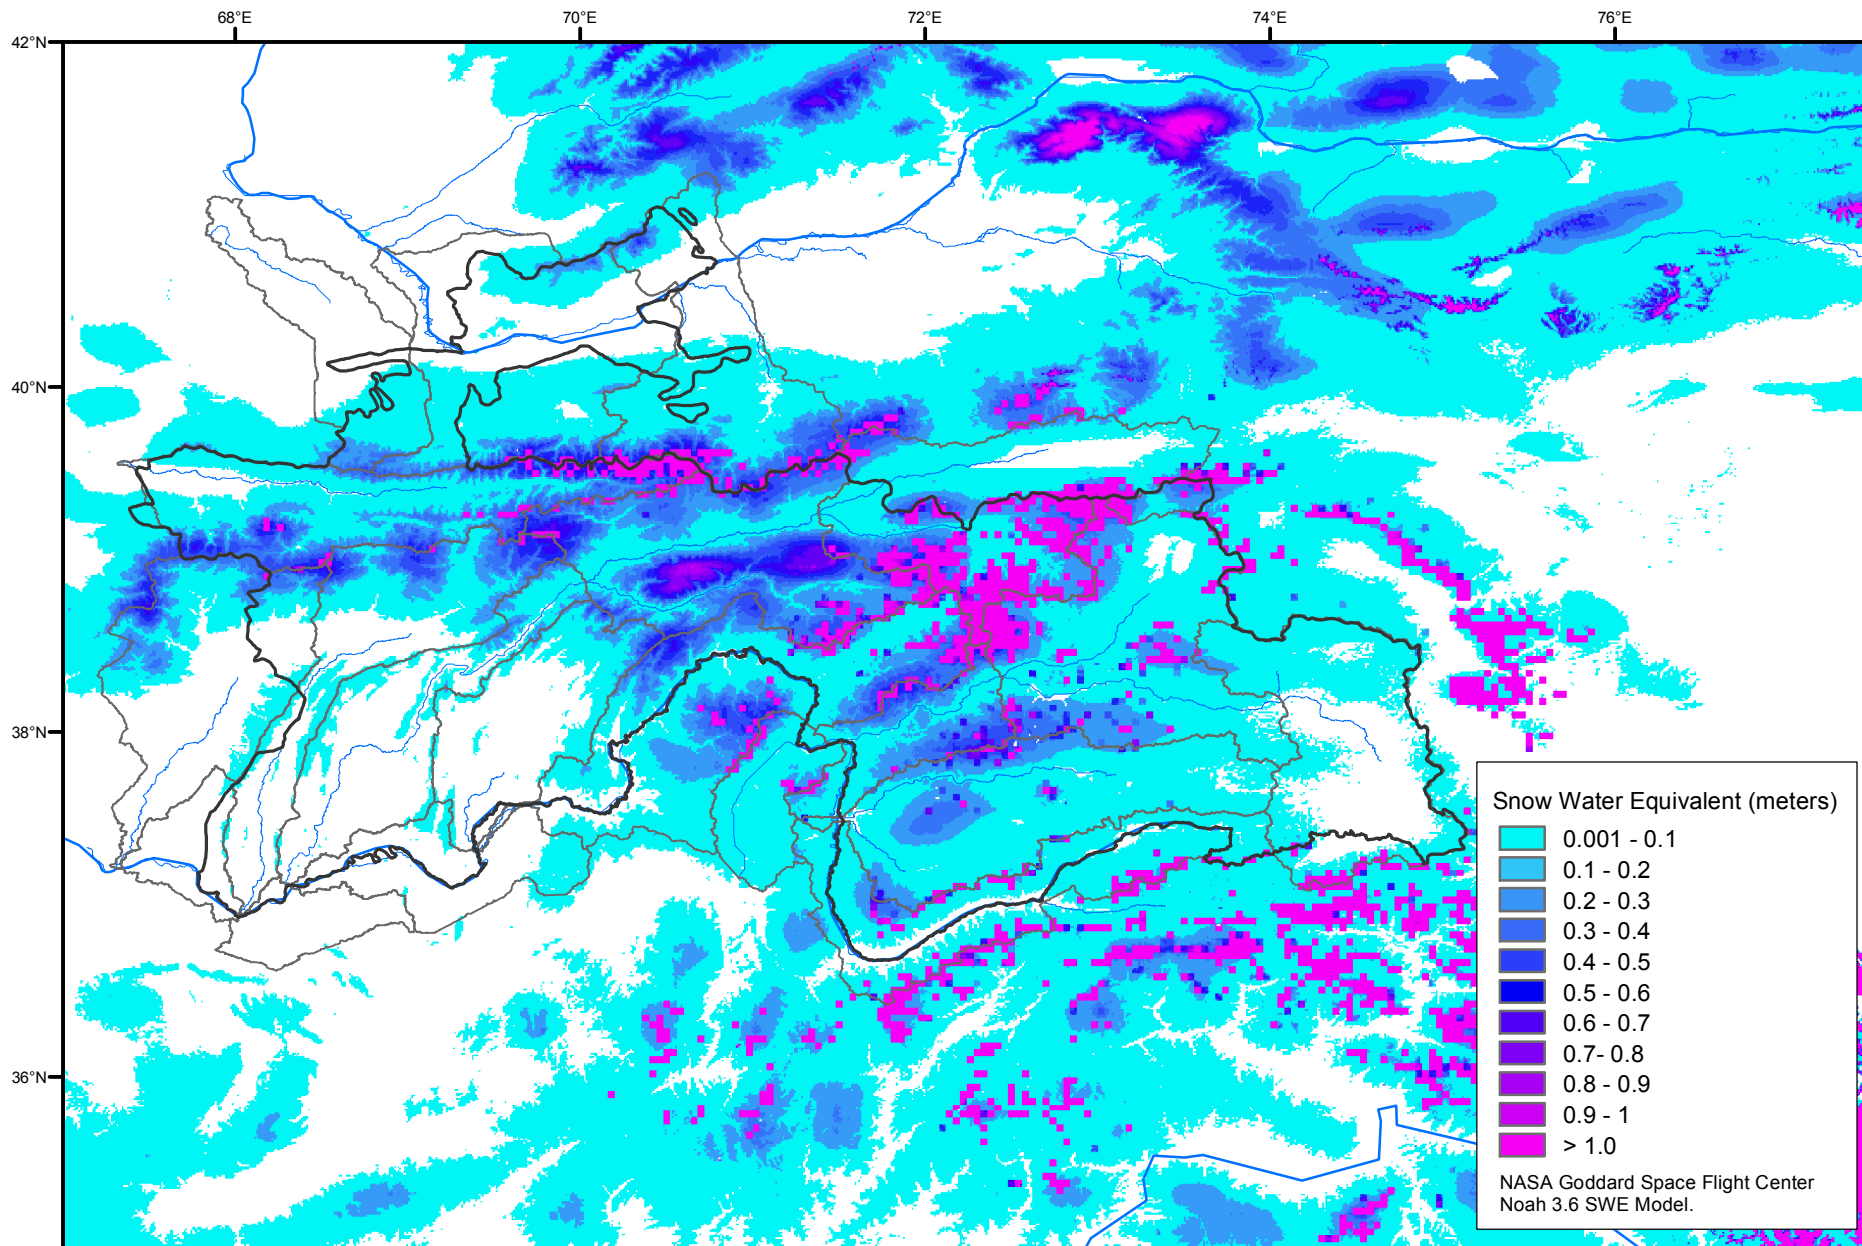 68°E
70°E
72°E
74°E
76°E
42°N
40°N
38°N
36°N
Snow Water Equivalent (meters)
0.001 - 0.1
0.1 - 0.2
0.2 - 0.3
0.3 - 0.4
0.4 - 0.5
0.5 - 0.6
0.6 - 0.7
0.7- 0.8
0.8 - 0.9
0.9 - 1
> 1.0
NASA Goddard Space Flight Center
Noah 3.6 SWE Model.